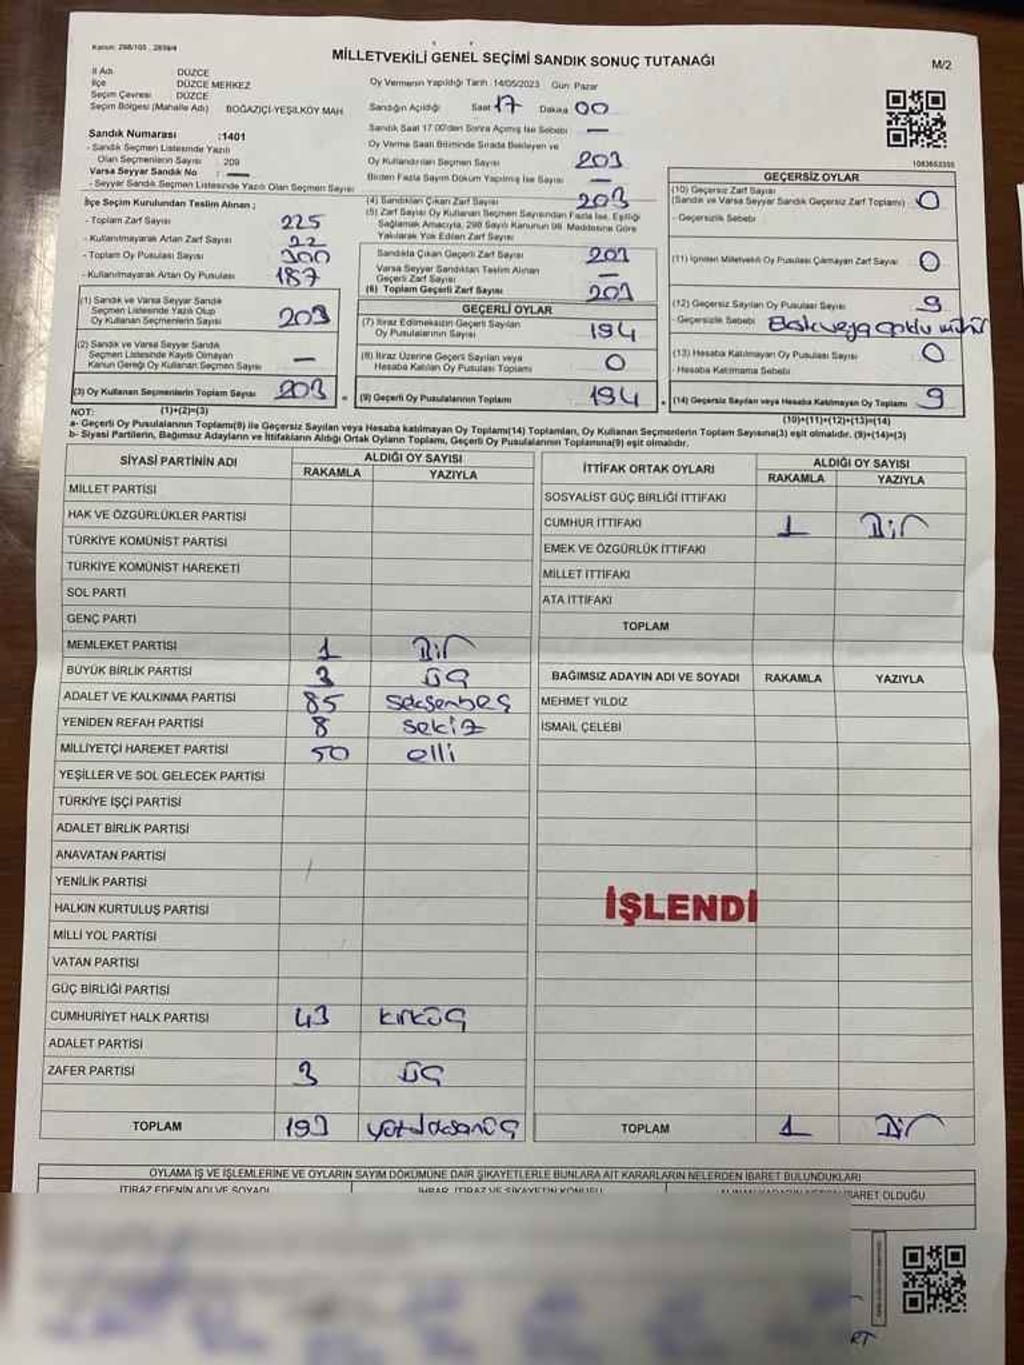 Kanun: 298/105 , 2839/4
MİLLETVEKİLİ GENEL SEÇİMİ SANDIK SONUÇ TUTANAĞI
M/2
İl Adı DÜZCE
İlçe DÜZCE MERKEZ
Seçim Çevresi DÜZCE
Seçim Bölgesi (Mahalle Adı) BOĞAZİÇİ-YEŞİLKÖY MAH
Sandık Numarası :1401
- Sandık Seçmen Listesinde Yazılı
Olan Seçmenlerin Sayısı : 209
Varsa Seyyar Sandık No : —
- Seyyar Sandık Seçmen Listesinde Yazılı Olan Seçmen Sayısı
İlçe Seçim Kurulundan Teslim Alınan ;
- Toplam Zarf Sayısı 225
- Kullanılmayarak Artan Zarf Sayısı 22
- Toplam Oy Pusulası Sayısı 390
- Kullanılmayarak Artan Oy Pusulası 187
(1) Sandık ve Varsa Seyyar Sandık
Seçmen Listesinde Yazılı Olup
Oy Kullanan Seçmenlerin Sayısı 203
(2) Sandık ve Varsa Seyyar Sandık
Seçmen Listesinde Kayıtlı Olmayan
Kanun Gereği Oy Kullanan Seçmen Sayısı —
(3) Oy Kullanan Seçmenlerin Toplam Sayısı 203
(1)+(2)=(3)
Oy Vermenin Yapıldığı Tarih :14/05/2023 Gün: Pazar
Sandığın Açıldığı Saat 17 Dakika 00
Sandık Saat 17:00'den Sonra Açılmış İse Sebebi —
Oy Verme Saati Bitiminde Sırada Bekleyen ve
Oy Kullandırılan Seçmen Sayısı 203
Birden Fazla Sayım Döküm Yapılmış İse Sayısı —
(4) Sandıktan Çıkan Zarf Sayısı 203
(5) Zarf Sayısı Oy Kullanan Seçmen Sayısından Fazla İse, Eşitliği
Sağlamak Amacıyla, 298 Sayılı Kanunun 98. Maddesine Göre
Yakılarak Yok Edilen Zarf Sayısı
Sandıkta Çıkan Geçerli Zarf Sayısı 203
Varsa Seyyar Sandıktan Teslim Alınan
Geçerli Zarf Sayısı —
(6) Toplam Geçerli Zarf Sayısı 203
GEÇERLİ OYLAR
(7) İtiraz Edilmeksizin Geçerli Sayılan
Oy Pusulalarının Sayısı 194
(8) İtiraz Üzerine Geçerli Sayılan veya
Hesaba Katılan Oy Pusulası Toplamı 0
= (9) Geçerli Oy Pusulalarının Toplamı 194
1083653355
GEÇERSİZ OYLAR
(10) Geçersiz Zarf Sayısı
(Sandık ve Varsa Seyyar Sandık Geçersiz Zarf Toplamı) 0
- Geçersizlik Sebebi
(11) İçinden Milletvekili Oy Pusulası Çıkmayan Zarf Sayısı 0
(12) Geçersiz Sayılan Oy Pusulası Sayısı 9
- Geçersizlik Sebebi Eksik veya çoklu mühür
(13) Hesaba Katılmayan Oy Pusulası Sayısı 0
- Hesaba Katılmama Sebebi
+ (14) Geçersiz Sayılan veya Hesaba Katılmayan Oy Toplamı 9
(10)+(11)+(12)+(13)=(14)
NOT:
a- Geçerli Oy Pusulalarının Toplamı(9) ile Geçersiz Sayılan veya Hesaba katılmayan Oy Toplamı(14) Toplamları, Oy Kullanan Seçmenlerin Toplam Sayısına(3) eşit olmalıdır. (9)+(14)=(3)
b- Siyasi Partilerin, Bağımsız Adayların ve İttifakların Aldığı Ortak Oyların Toplamı, Geçerli Oy Pusulalarının Toplamına(9) eşit olmalıdır.
SİYASİ PARTİNİN ADI ALDIĞI OY SAYISI
RAKAMLA YAZIYLA
MİLLET PARTİSİ
HAK VE ÖZGÜRLÜKLER PARTİSİ
TÜRKİYE KOMÜNİST PARTİSİ
TÜRKİYE KOMÜNİST HAREKETİ
SOL PARTİ
GENÇ PARTİ
MEMLEKET PARTİSİ 1 Bir
BÜYÜK BİRLİK PARTİSİ 3 üç
ADALET VE KALKINMA PARTİSİ 85 seksenbeş
YENİDEN REFAH PARTİSİ 8 sekiz
MİLLİYETÇİ HAREKET PARTİSİ 50 elli
YEŞİLLER VE SOL GELECEK PARTİSİ
TÜRKİYE İŞÇİ PARTİSİ
ADALET BİRLİK PARTİSİ
ANAVATAN PARTİSİ
YENİLİK PARTİSİ
HALKIN KURTULUŞ PARTİSİ
MİLLİ YOL PARTİSİ
VATAN PARTİSİ
GÜÇ BİRLİĞİ PARTİSİ
CUMHURİYET HALK PARTİSİ 43 kırküç
ADALET PARTİSİ
ZAFER PARTİSİ 3 üç
TOPLAM 193 yüzdoksanüç
İTTİFAK ORTAK OYLARI ALDIĞI OY SAYISI
RAKAMLA YAZIYLA
SOSYALİST GÜÇ BİRLİĞİ İTTİFAKI
CUMHUR İTTİFAKI 1 Bir
EMEK VE ÖZGÜRLÜK İTTİFAKI
MİLLET İTTİFAKI
ATA İTTİFAKI
TOPLAM
BAĞIMSIZ ADAYIN ADI VE SOYADI RAKAMLA YAZIYLA
MEHMET YILDIZ
İSMAİL ÇELEBİ
İŞLENDİ
TOPLAM 1 Bir
OYLAMA İŞ VE İŞLEMLERİNE VE OYLARIN SAYIM DÖKÜMÜNE DAİR ŞİKAYETLERLE BUNLARA AİT KARARLARIN NELERDEN İBARET BULUNDUKLARI
İTİRAZ EDENİN ADI VE SOYADI